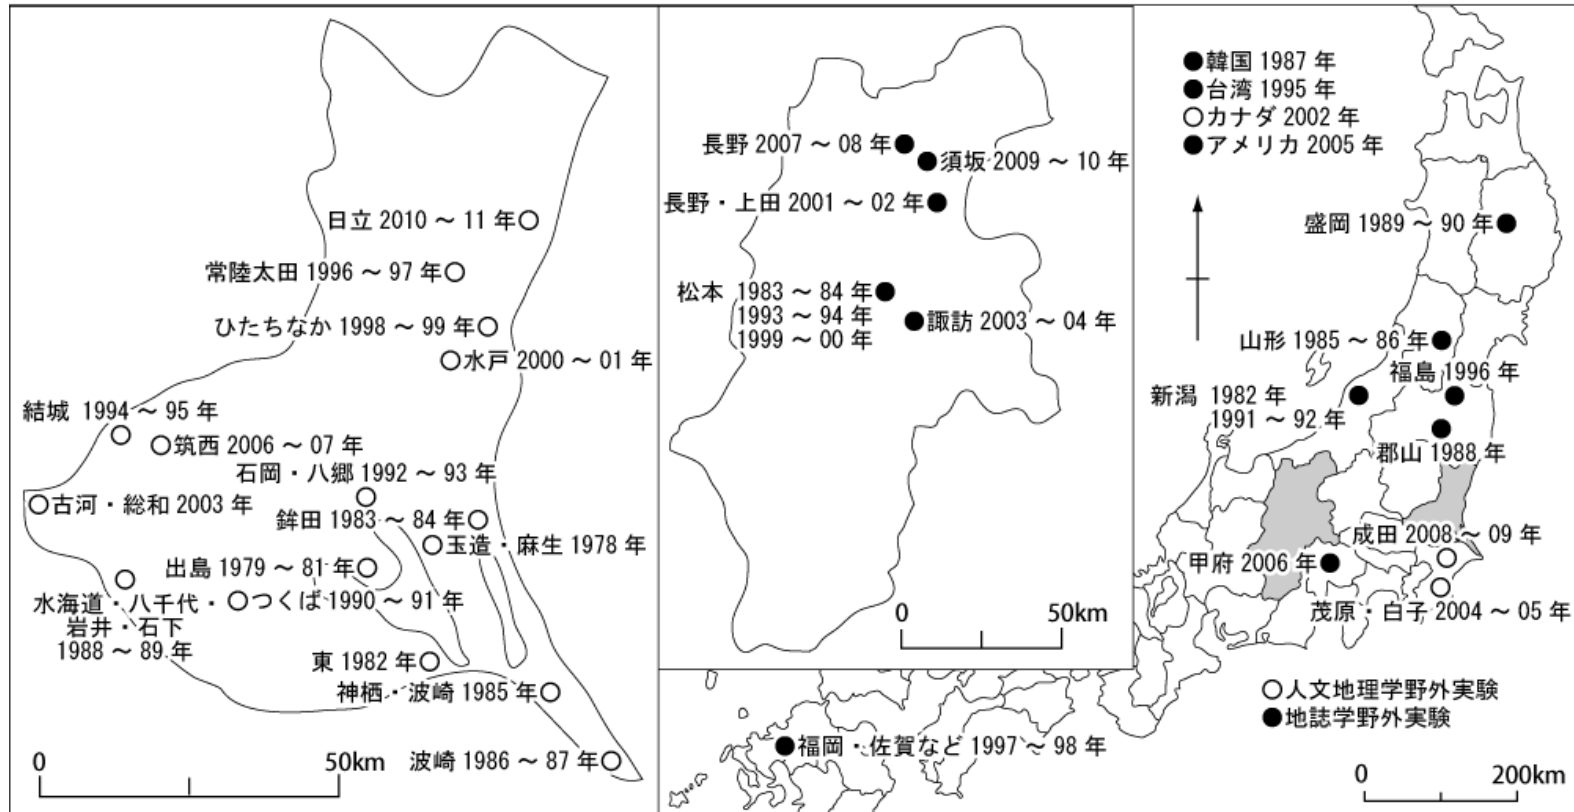 日立 2010 ～ 11 年
常陸太田 1996 ～ 97 年
ひたちなか 1998 ～ 99 年
水戸 2000 ～ 01 年
結城 1994 ～ 95 年
筑西 2006 ～ 07 年
石岡・八郷 1992 ～ 93 年
古河・総和 2003 年
鉾田 1983 ～ 84 年
玉造・麻生 1978 年
出島 1979 ～ 81 年
水海道・八千代・
岩井・石下
1988 ～ 89 年
つくば 1990 ～ 91 年
東 1982 年
神栖・波崎 1985 年
波崎 1986 ～ 87 年
0 50km
長野 2007 ～ 08 年
須坂 2009 ～ 10 年
長野・上田 2001 ～ 02 年
松本 1983 ～ 84 年
1993 ～ 94 年
1999 ～ 00 年
諏訪 2003 ～ 04 年
0 50km
韓国 1987 年
台湾 1995 年
カナダ 2002 年
アメリカ 2005 年
盛岡 1989 ～ 90 年
山形 1985 ～ 86 年
福島 1996 年
新潟 1982 年
1991 ～ 92 年
郡山 1988 年
成田 2008 ～ 09 年
甲府 2006 年
茂原・白子 2004 ～ 05 年
福岡・佐賀など 1997 ～ 98 年
○人文地理学野外実験
●地誌学野外実験
0 200km